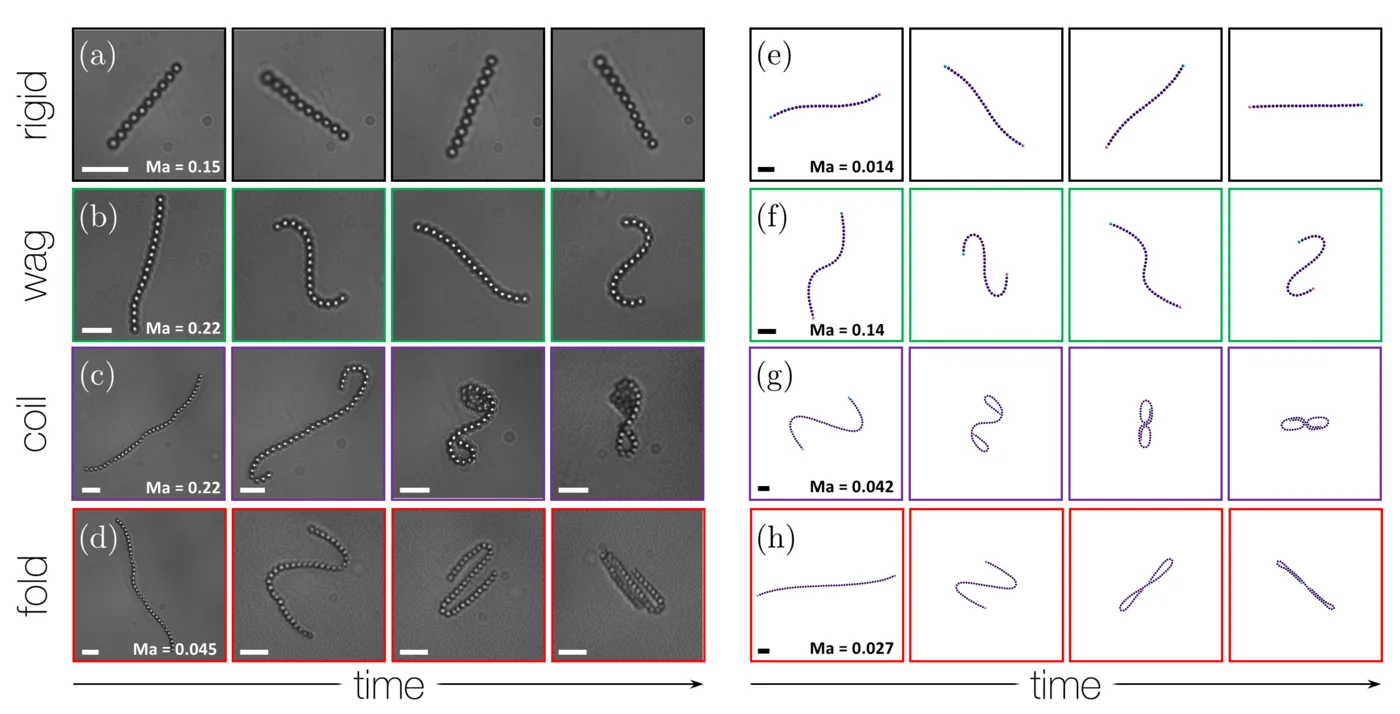 rigid
(a)
Ma = 0.15
(e)
Ma = 0.014
wag
(b)
Ma = 0.22
(f)
Ma = 0.14
coil
(c)
Ma = 0.22
(g)
Ma = 0.042
fold
(d)
Ma = 0.045
(h)
Ma = 0.027
time
time